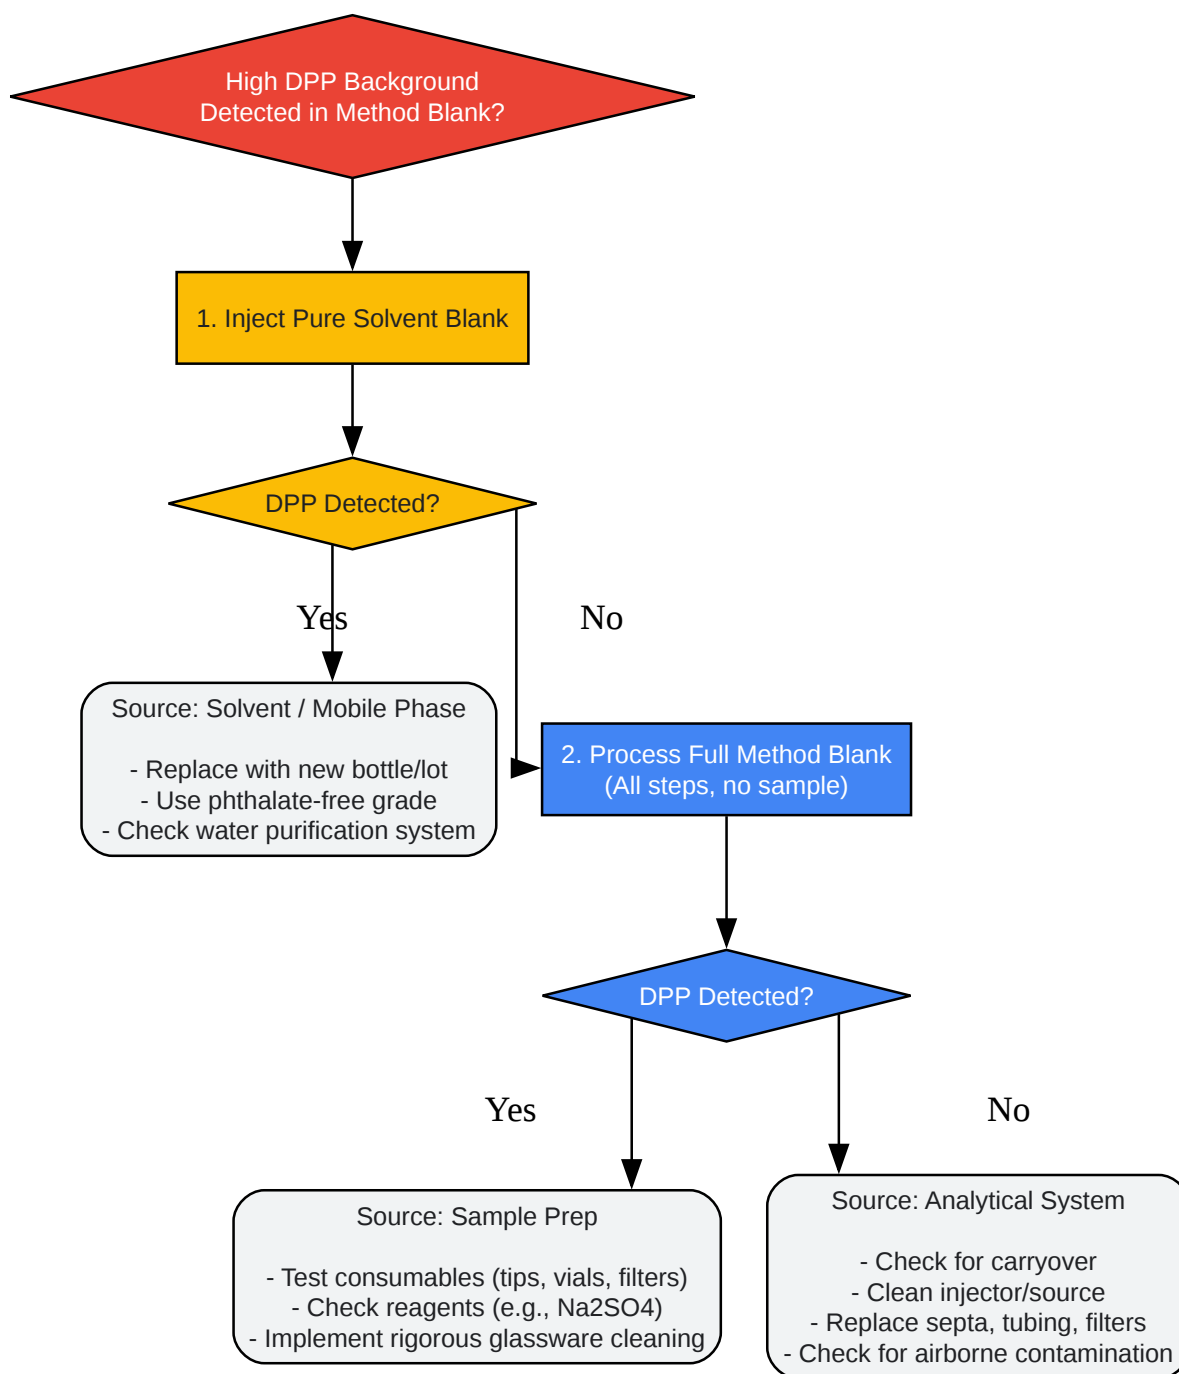 High DPP Background
Detected in Method Blank?
1. Inject Pure Solvent Blank
DPP Detected?
Yes
No
Source: Solvent / Mobile Phase
- Replace with new bottle/lot
- Use phthalate-free grade
- Check water purification system
2. Process Full Method Blank
(All steps, no sample)
DPP Detected?
Yes
No
Source: Sample Prep
- Test consumables (tips, vials, filters)
- Check reagents (e.g., Na2SO4)
- Implement rigorous glassware cleaning
Source: Analytical System
- Check for carryover
- Clean injector/source
- Replace septa, tubing, filters
- Check for airborne contamination